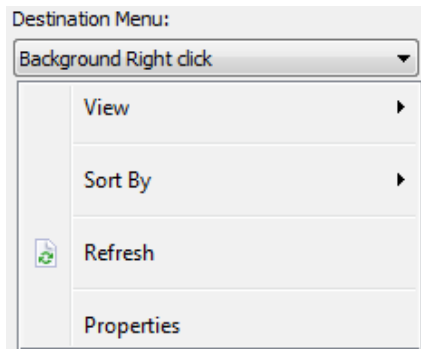 Destination Menu:
Background Right click
View
Sort By
Refresh
Properties